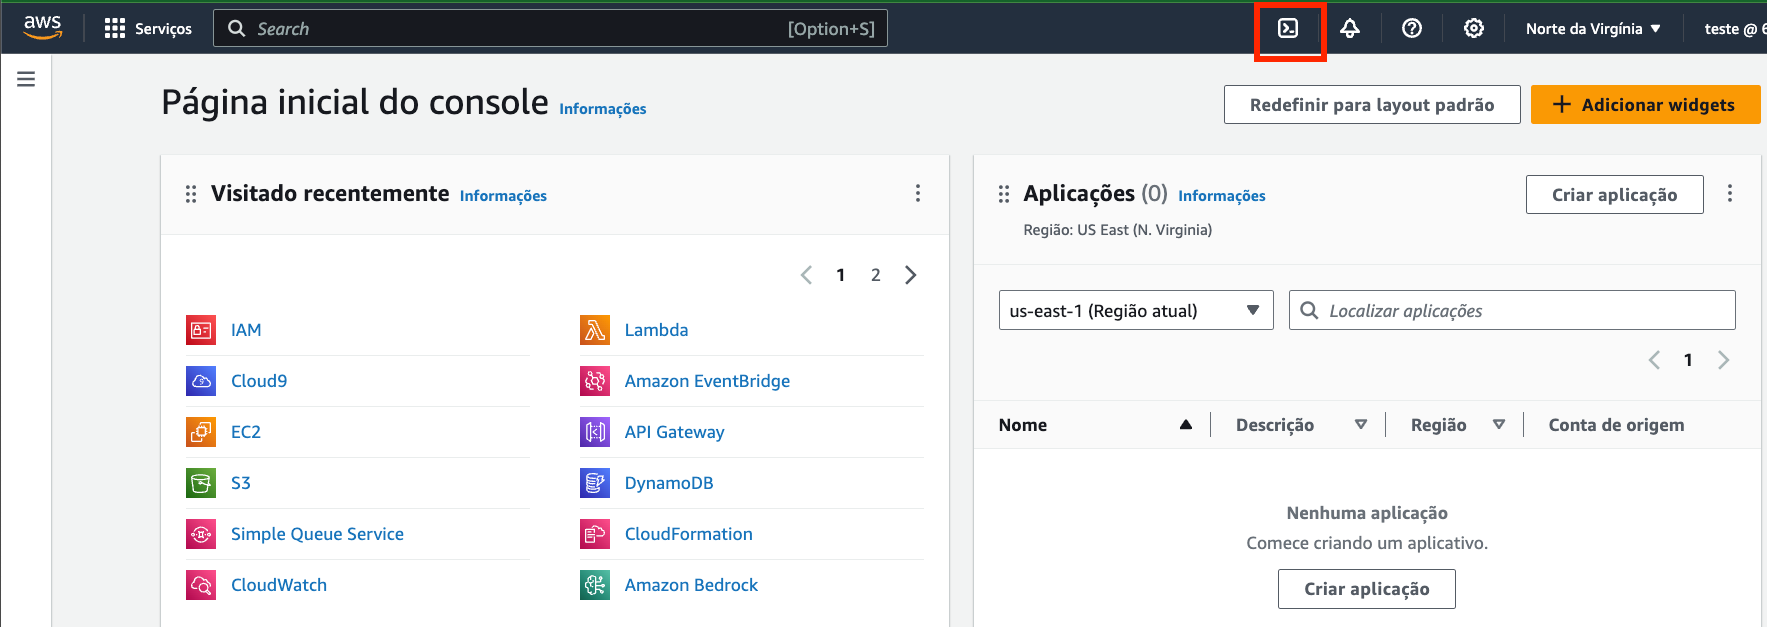 aws
Serviços
Search [Option+S]
Norte da Virgínia
teste @ 6
Página inicial do console Informações
Redefinir para layout padrão
Adicionar widgets
Visitado recentemente Informações
1 2
IAM
Lambda
Cloud9
Amazon EventBridge
EC2
API Gateway
S3
DynamoDB
Simple Queue Service
CloudFormation
CloudWatch
Amazon Bedrock
Aplicações (0) Informações
Criar aplicação
Região: US East (N. Virginia)
us-east-1 (Região atual)
Localizar aplicações
1
Nome Descrição Região Conta de origem
Nenhuma aplicação
Comece criando um aplicativo.
Criar aplicação